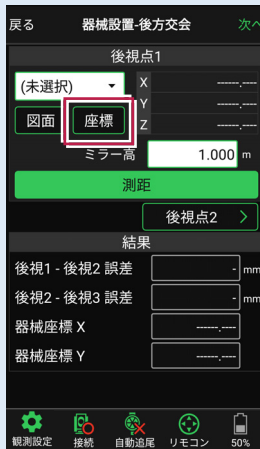 戻る 器械設置-後方交会 次へ
後視点1
(未選択) X -----.----
Y -----.----
図面 座標 Z -----.----
ミラー高 1.000 m
測距
後視点2
結果
後視1 - 後視2 誤差 - mm
後視2 - 後視3 誤差 - mm
器械座標 X -----.----
器械座標 Y -----.----
観測設定 接続 自動追尾 リモコン 50%